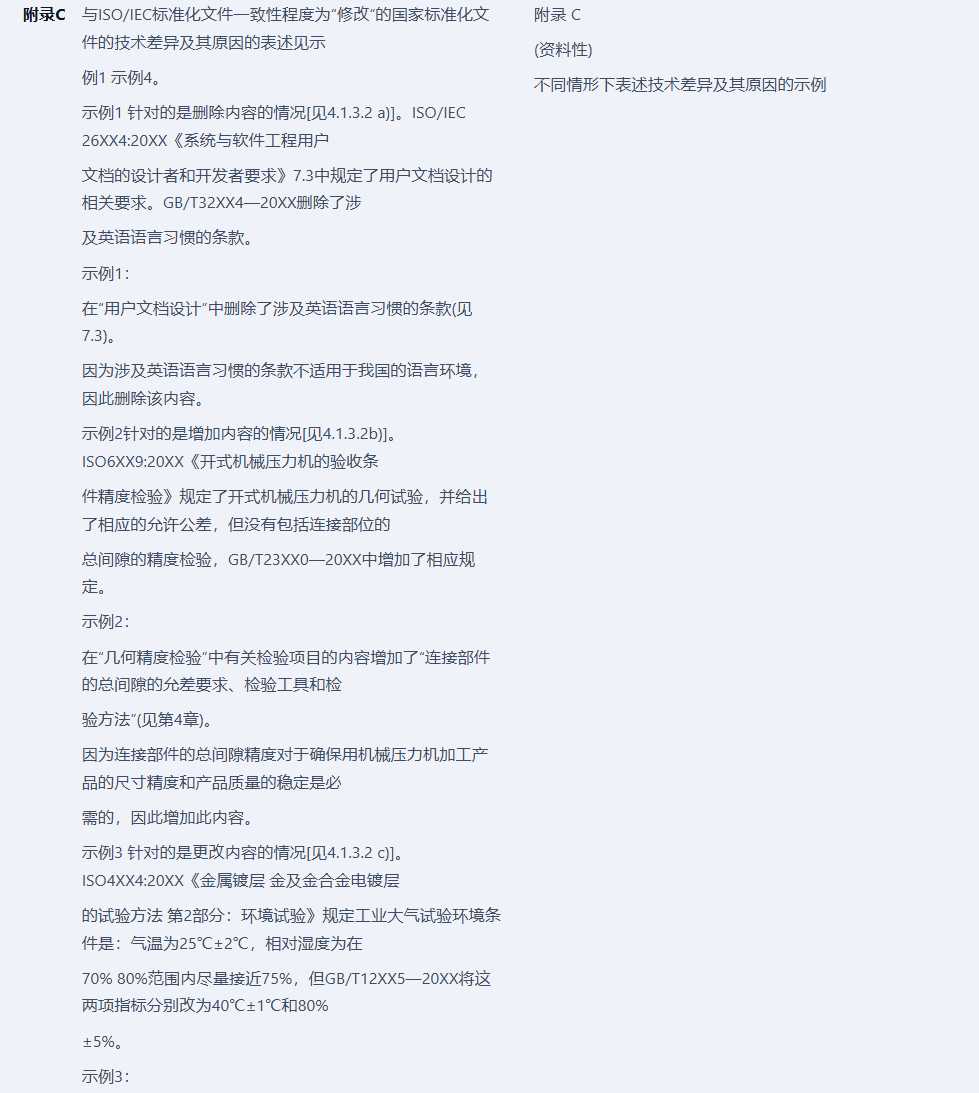 附录C
与ISO/IEC标准化文件一致性程度为“修改“的国家标准化文
件的技术差异及其原因的表述见示
例1 示例4。
示例1 针对的是删除内容的情况[见4.1.3.2 a)]。ISO/IEC
26XX4:20XX《系统与软件工程用户
文档的设计者和开发者要求》7.3中规定了用户文档设计的
相关要求。GB/T32XX4—20XX删除了涉
及英语语言习惯的条款。
示例1：
在“用户文档设计“中删除了涉及英语语言习惯的条款(见
7.3)。
因为涉及英语语言习惯的条款不适用于我国的语言环境，
因此删除该内容。
示例2针对的是增加内容的情况[见4.1.3.2b)]。
ISO6XX9:20XX《开式机械压力机的验收条
件精度检验》规定了开式机械压力机的几何试验，并给出
了相应的允许公差，但没有包括连接部位的
总间隙的精度检验，GB/T23XX0—20XX中增加了相应规
定。
示例2：
在“几何精度检验“中有关检验项目的内容增加了“连接部件
的总间隙的允差要求、检验工具和检
验方法“(见第4章)。
因为连接部件的总间隙精度对于确保用机械压力机加工产
品的尺寸精度和产品质量的稳定是必
需的，因此增加此内容。
示例3 针对的是更改内容的情况[见4.1.3.2 c)]。
ISO4XX4:20XX《金属镀层 金及金合金电镀层
的试验方法 第2部分：环境试验》规定工业大气试验环境条
件是：气温为25℃±2℃，相对湿度为在
70% 80%范围内尽量接近75%，但GB/T12XX5—20XX将这
两项指标分别改为40℃±1℃和80%
±5%。
示例3：
附录 C
(资料性)
不同情形下表述技术差异及其原因的示例